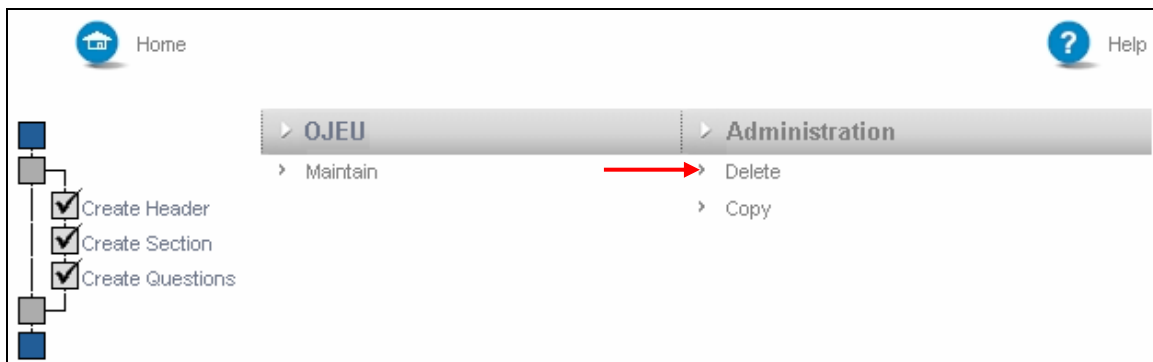 Home
? Help
OJEU
Administration
Maintain
Delete
Copy
Create Header
Create Section
Create Questions